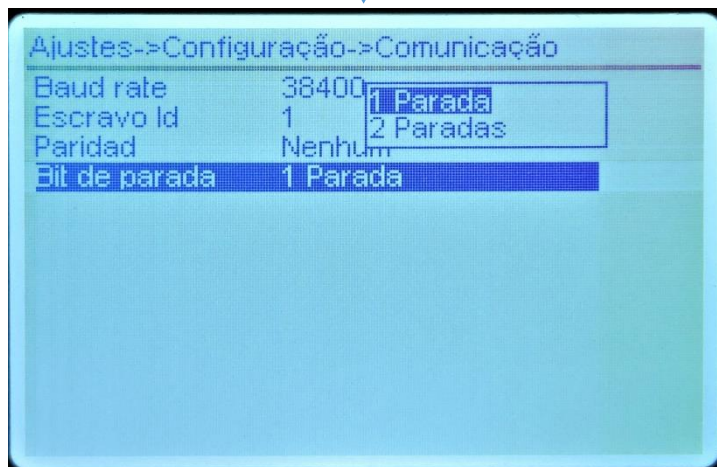 Ajustes->Configuração->Comunicação
Baud rate 38400
1 Parada
Escravo Id 1
2 Paradas
Paridad Nenhum
Bit de parada 1 Parada